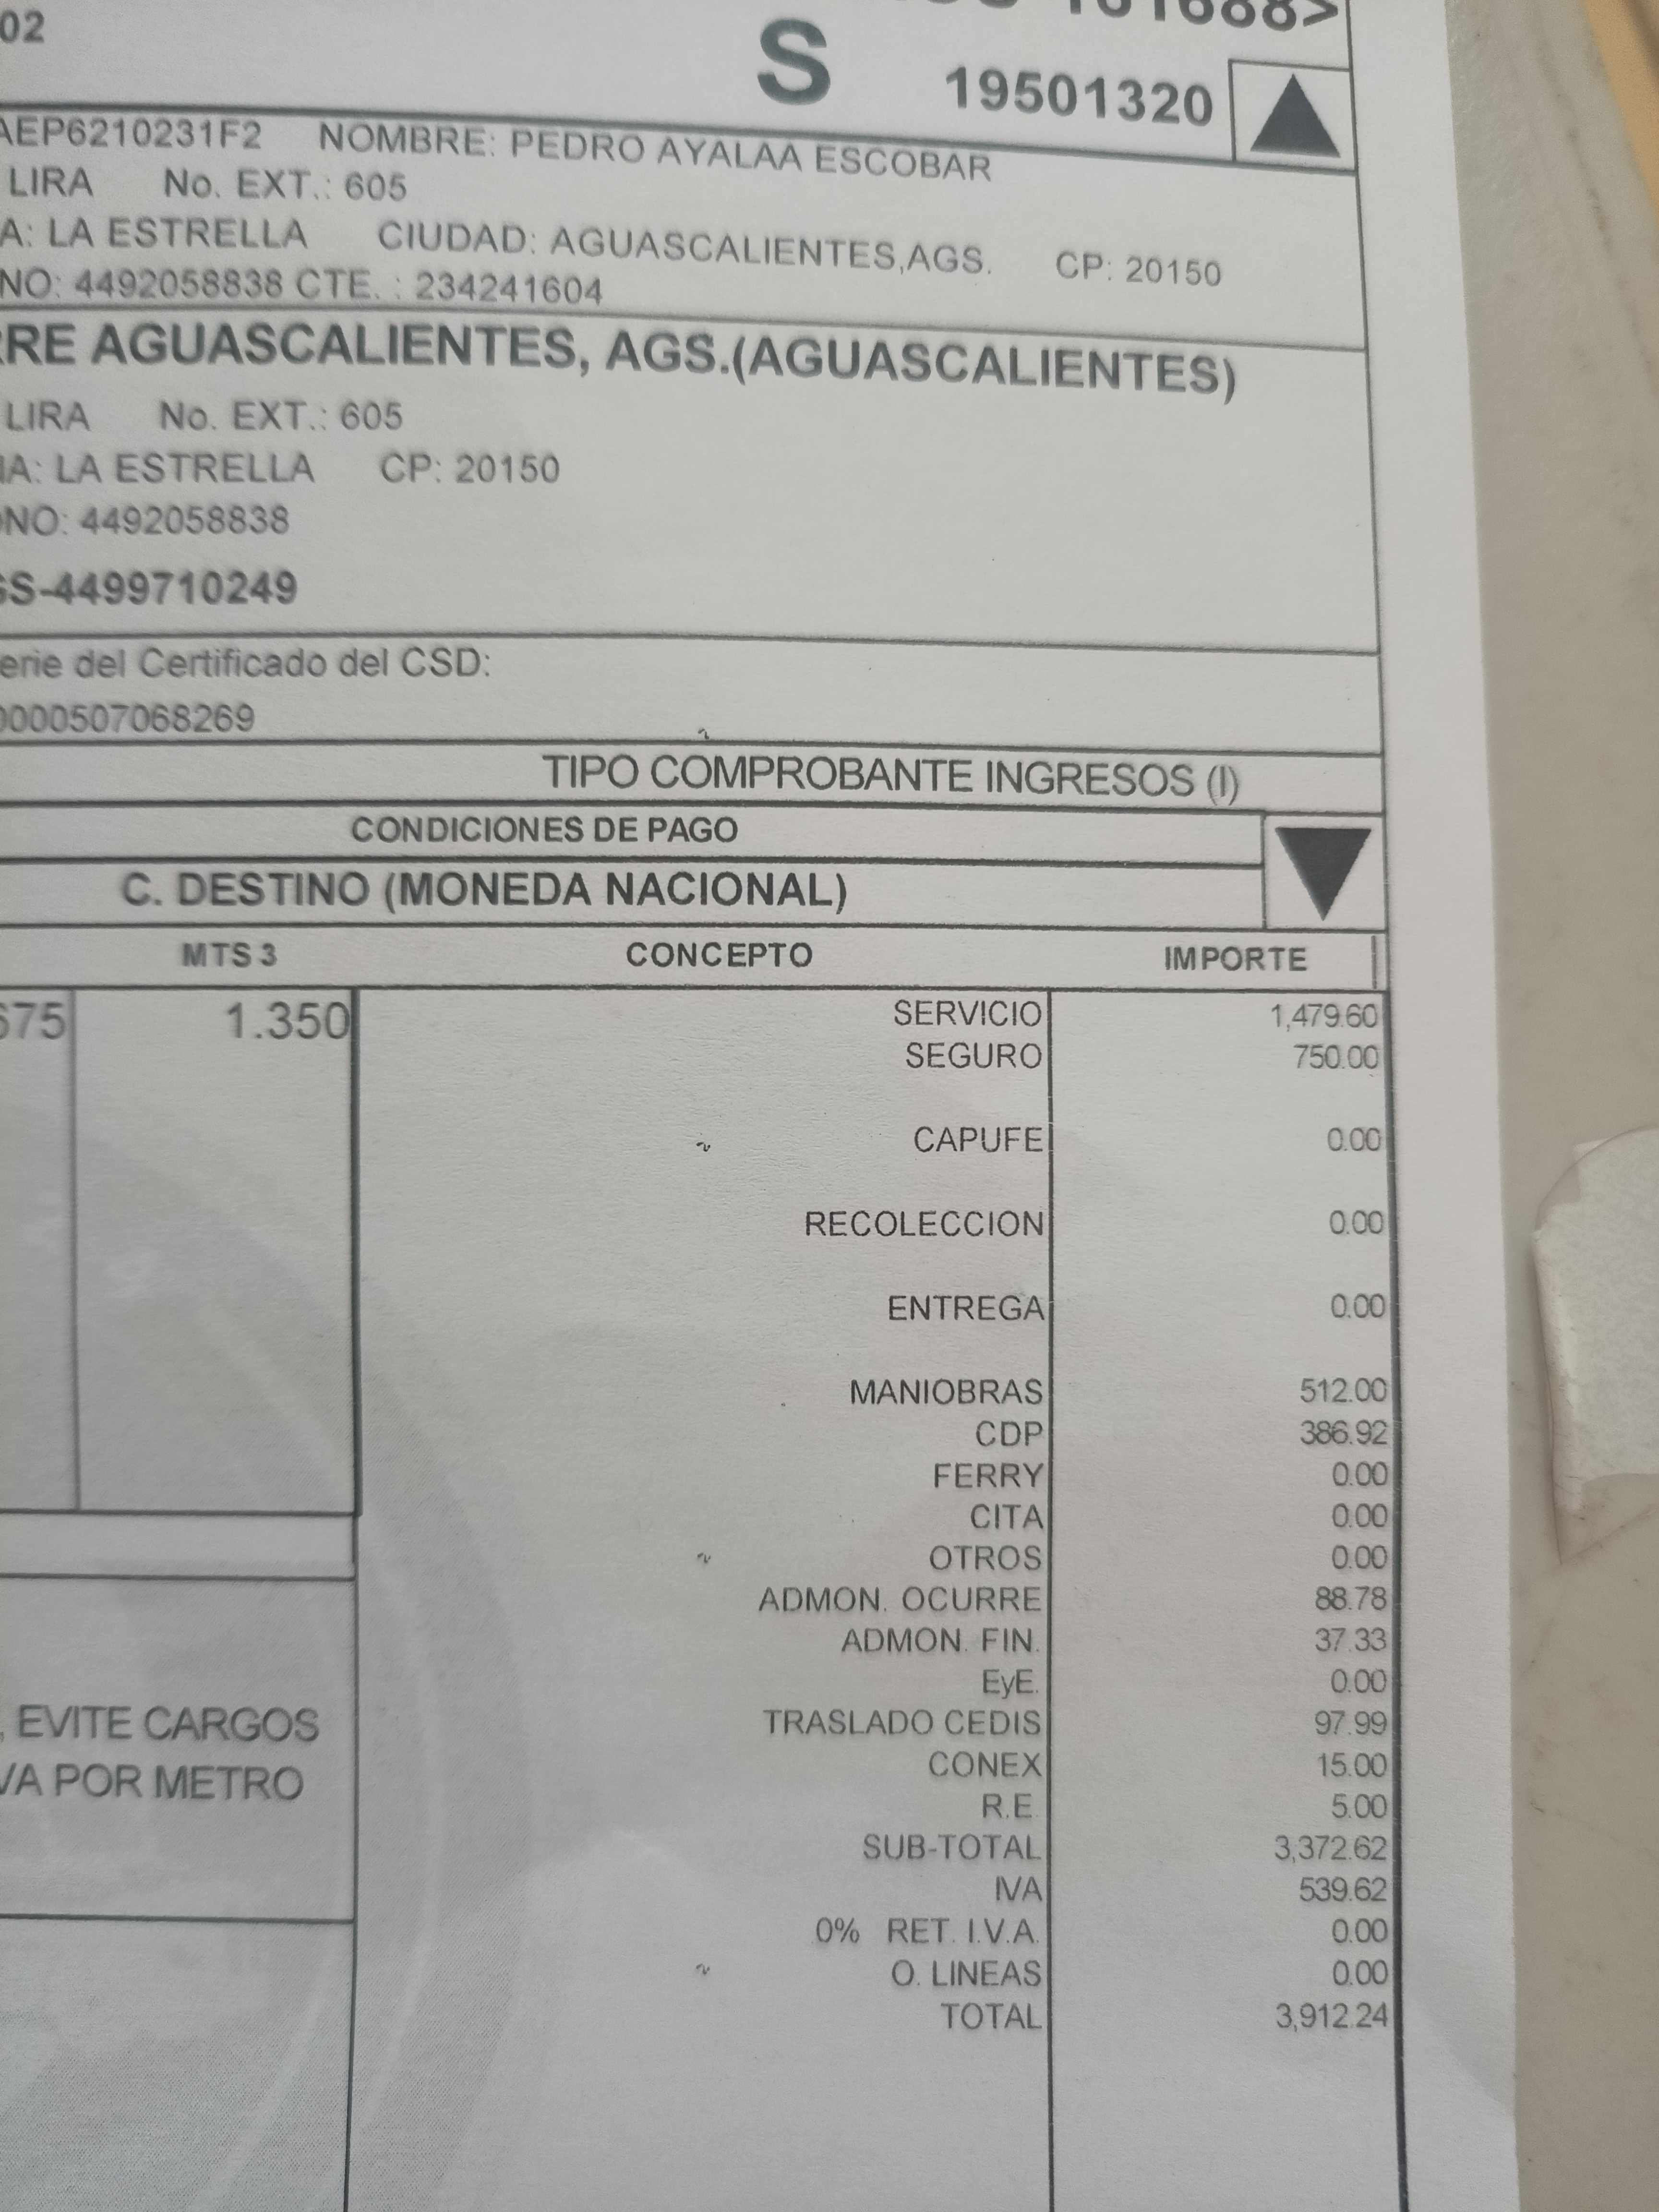 02
S 19501320
AEP6210231F2 NOMBRE: PEDRO AYALAA ESCOBAR
LIRA No. EXT.: 605
A: LA ESTRELLA CIUDAD: AGUASCALIENTES,AGS. CP: 20150
NO: 4492058838 CTE. : 234241604
RRE AGUASCALIENTES, AGS.(AGUASCALIENTES)
LIRA No. EXT.: 605
IA: LA ESTRELLA CP: 20150
ONO: 4492058838
GS-4499710249
erie del Certificado del CSD:
0000507068269
TIPO COMPROBANTE INGRESOS (I)
CONDICIONES DE PAGO
C. DESTINO (MONEDA NACIONAL)
MTS 3 CONCEPTO IMPORTE
675 1.350 SERVICIO 1,479.60
SEGURO 750.00
CAPUFE 0.00
RECOLECCION 0.00
ENTREGA 0.00
MANIOBRAS 512.00
CDP 386.92
FERRY 0.00
CITA 0.00
OTROS 0.00
ADMON. OCURRE 88.78
ADMON. FIN. 37.33
EyE. 0.00
, EVITE CARGOS TRASLADO CEDIS 97.99
VA POR METRO CONEX 15.00
R.E. 5.00
SUB-TOTAL 3,372.62
IVA 539.62
0% RET. I.V.A. 0.00
O. LINEAS 0.00
TOTAL 3,912.24